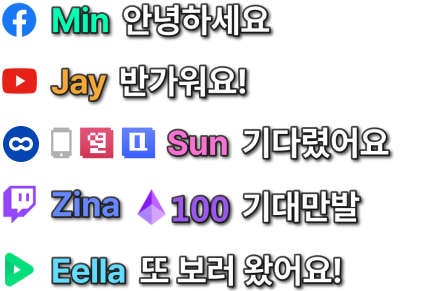 Min 안녕하세요
Jay 반가워요!
열 Sun 기다렸어요
Zina 100 기대만발
Eella 또 보러 왔어요!